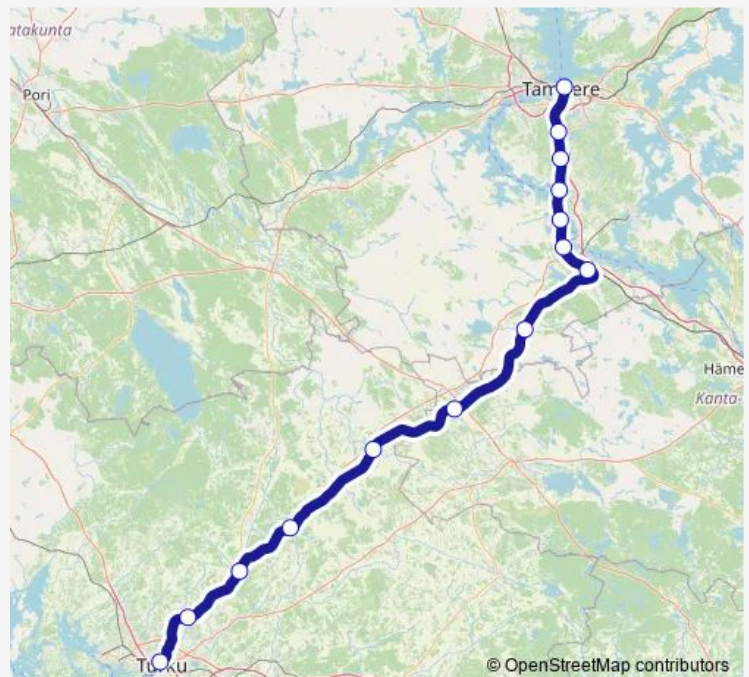 atakunta
Pori
Tampere
Häme
Kanta-
Turku
© OpenStreetMap contributors